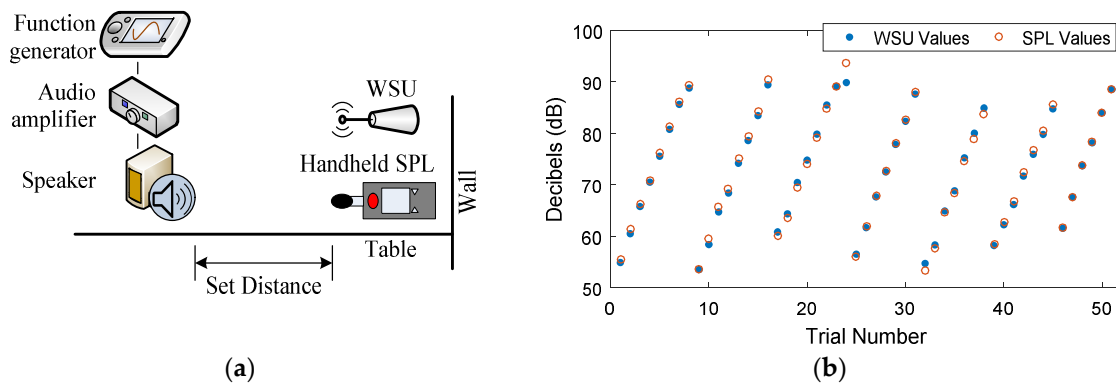 Function
generator
Audio
amplifier
Speaker
WSU
Handheld SPL
Wall
Table
Set Distance
(a)
WSU Values
SPL Values
100
90
80
70
60
50
Decibels (dB)
0
10
20
30
40
50
Trial Number
(b)